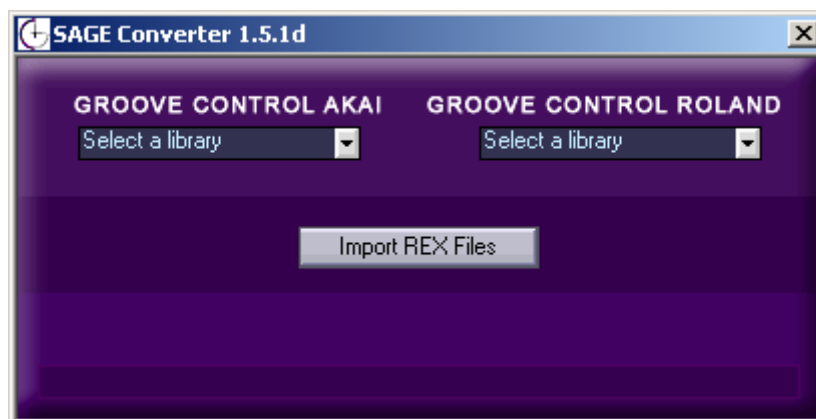 SAGE Converter 1.5.1d
GROOVE CONTROL AKAI GROOVE CONTROL ROLAND
Select a library Select a library
Import REX Files